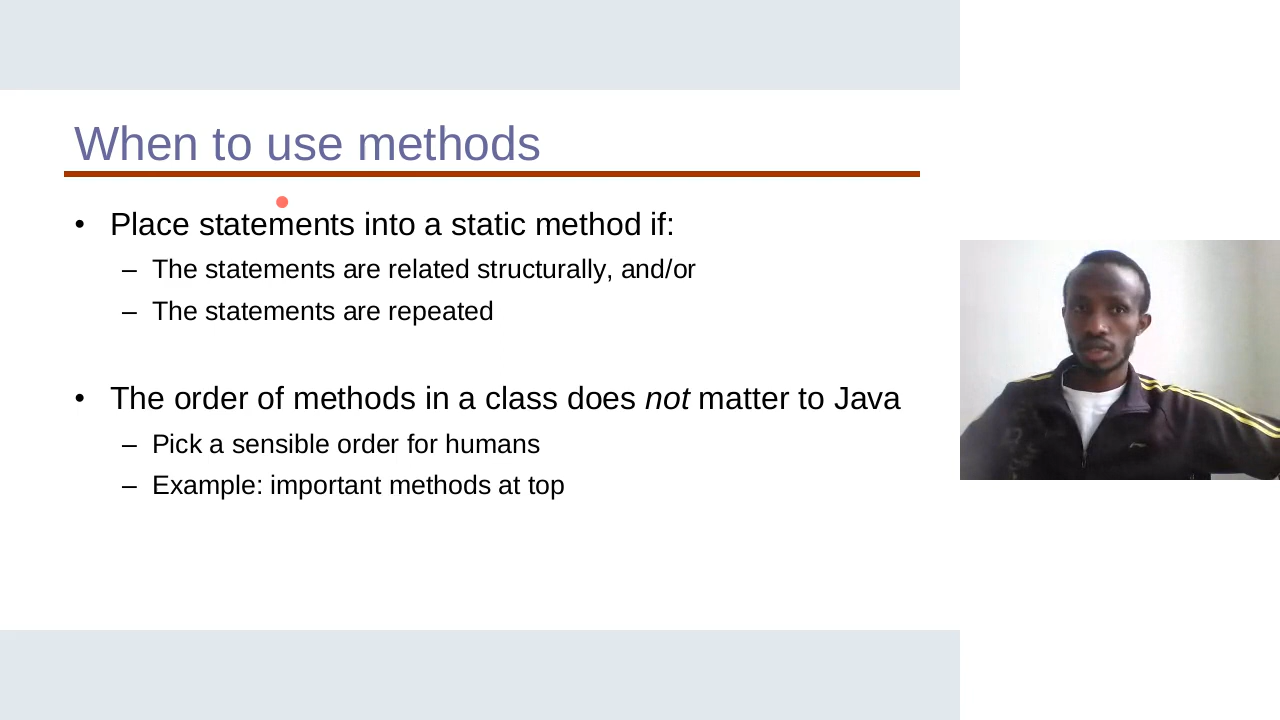 When to use methods
• Place statements into a static method if:
– The statements are related structurally, and/or
– The statements are repeated
• The order of methods in a class does not matter to Java
– Pick a sensible order for humans
– Example: important methods at top